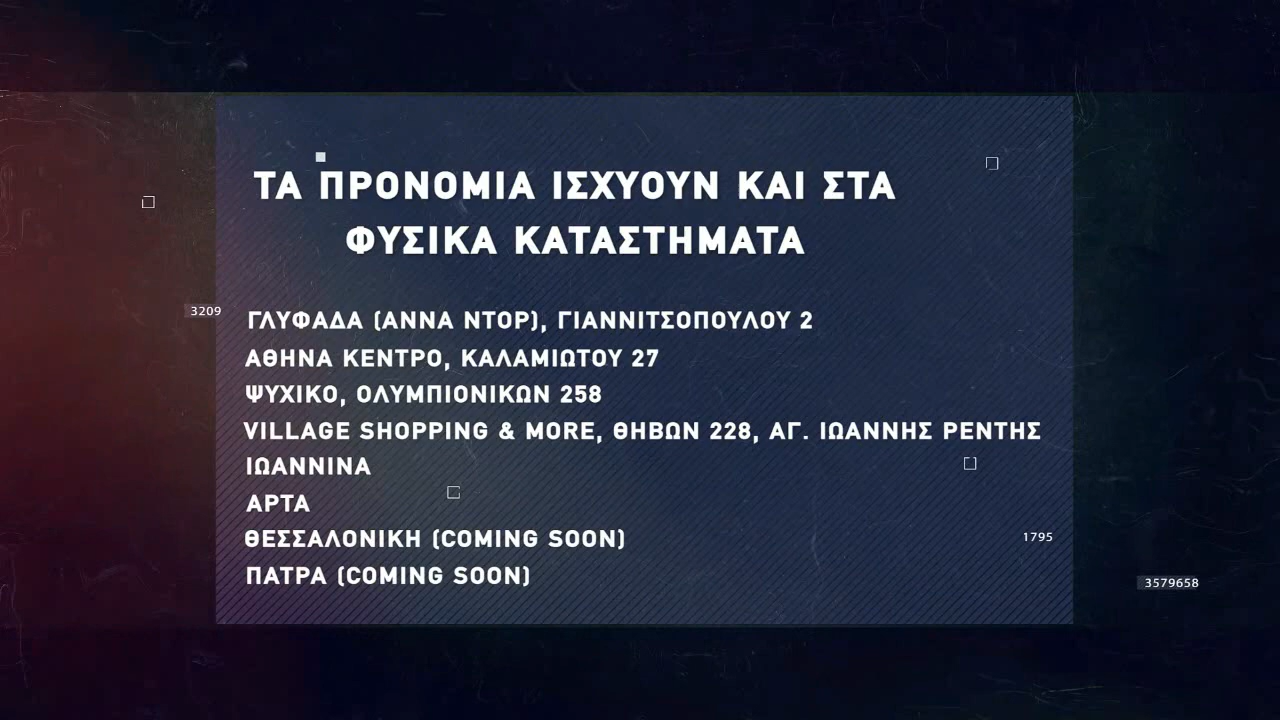 ΤΑ ΠΡΟΝΟΜΙΑ ΙΣΧΥΟΥΝ ΚΑΙ ΣΤΑ
ΦΥΣΙΚΑ ΚΑΤΑΣΤΗΜΑΤΑ
3209
ΓΛΥΦΑΔΑ (ΑΝΝΑ ΝΤΟΡ), ΓΙΑΝΝΙΤΣΟΠΟΥΛΟΥ 2
ΑΘΗΝΑ ΚΕΝΤΡΟ, ΚΑΛΑΜΙΩΤΟΥ 27
ΨΥΧΙΚΟ, ΟΛΥΜΠΙΟΝΙΚΩΝ 258
VILLAGE SHOPPING & MORE, ΘΗΒΩΝ 228, ΑΓ. ΙΩΑΝΝΗΣ ΡΕΝΤΗΣ
ΙΩΑΝΝΙΝΑ
ΑΡΤΑ
ΘΕΣΣΑΛΟΝΙΚΗ (COMING SOON)
1795
ΠΑΤΡΑ (COMING SOON)
3579658